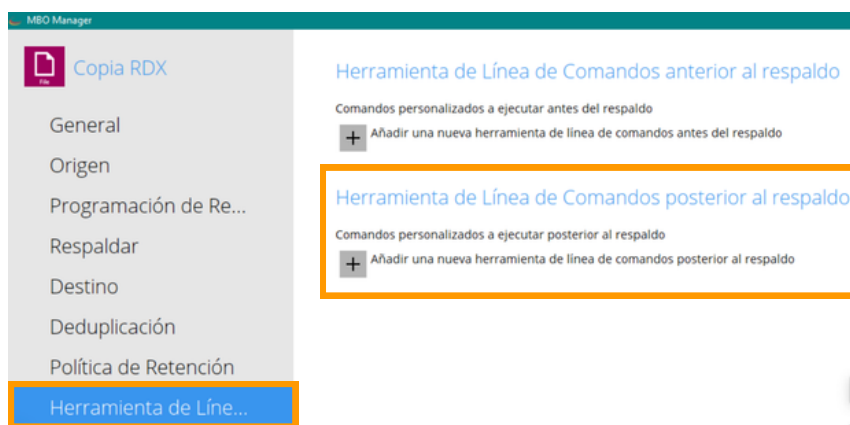 MBO Manager
File
Copia RDX
General
Origen
Programación de Re...
Respaldar
Destino
Deduplicación
Política de Retención
Herramienta de Líne...
Herramienta de Línea de Comandos anterior al respaldo
Comandos personalizados a ejecutar antes del respaldo
+ Añadir una nueva herramienta de línea de comandos antes del respaldo
Herramienta de Línea de Comandos posterior al respaldo
Comandos personalizados a ejecutar posterior al respaldo
+ Añadir una nueva herramienta de línea de comandos posterior al respaldo